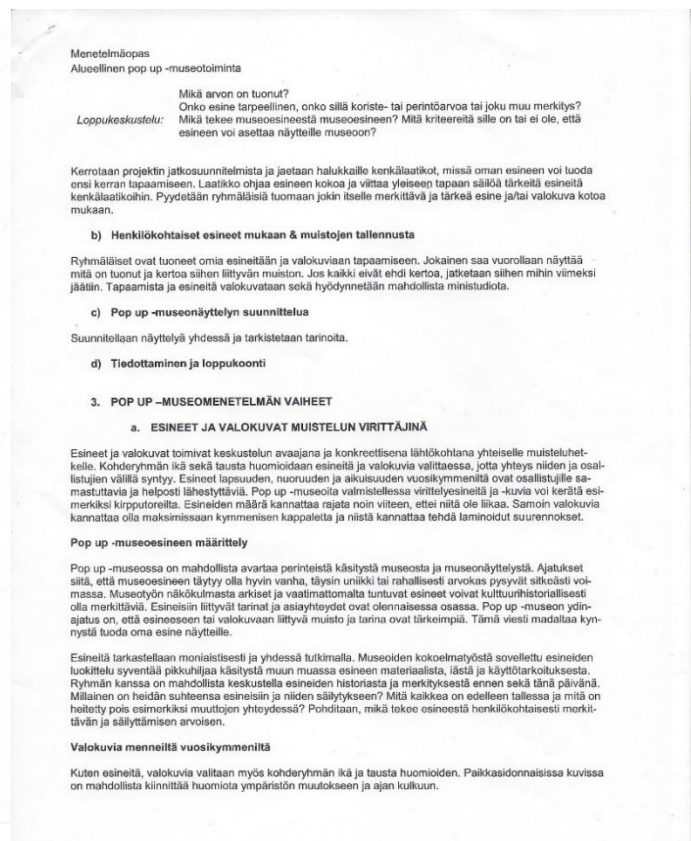 Menetelmäopas
Alueellinen pop up -museotoiminta
Mikä arvon on tuonut?
Onko esine tarpeellinen, onko sillä koriste- tai perintöarvoa tai joku muu merkitys?
Loppukeskustelu: Mikä tekee museoesineestä museoesineen? Mitä kriteereitä sille on tai ei ole, että
esineen voi asettaa näytteille museoon?
Kerrotaan projektin jatkosuunnitelmista ja jaetaan halukkaille kenkälaatikot, missä oman esineen voi tuoda
ensi kerran tapaamiseen. Laatikko ohjaa esineen kokoa ja viittaa yleiseen tapaan säilöä tärkeitä esineitä
kenkälaatikoihin. Pyydetään ryhmäläisiä tuomaan jokin itselle merkittävä ja tärkeä esine ja/tai valokuva kotoa
mukaan.
b) Henkilökohtaiset esineet mukaan & muistojen tallennusta
Ryhmäläiset ovat tuoneet omia esineitään ja valokuviaan tapaamiseen. Jokainen saa vuorollaan näyttää
mitä on tuonut ja kertoa siihen liittyvän muiston. Jos kaikki eivät ehdi kertoa, jatketaan siihen mihin viimeksi
jäätiin. Tapaamista ja esineitä valokuvataan sekä hyödynnetään mahdollista ministudiota.
c) Pop up -museonäyttelyn suunnittelua
Suunnitellaan näyttelyä yhdessä ja tarkistetaan tarinoita.
d) Tiedottaminen ja loppukoonti
3. POP UP –MUSEOMENETELMÄN VAIHEET
a. ESINEET JA VALOKUVAT MUISTELUN VIRITTÄJINÄ
Esineet ja valokuvat toimivat keskustelun avaajana ja konkreettisena lähtökohtana yhteiselle muisteluhet-
kelle. Kohderyhmän ikä sekä tausta huomioidaan esineitä ja valokuvia valittaessa, jotta yhteys niiden ja osal-
listujien välillä syntyy. Esineet lapsuuden, nuoruuden ja aikuisuuden vuosikymmeniltä ovat osallistujille sa-
mastuttavia ja helposti lähestyttäviä. Pop up -museoita valmistellessa virittelyesineitä ja -kuvia voi kerätä esi-
merkiksi kirpputoreilta. Esineiden määrä kannattaa rajata noin viiteen, ettei niitä ole liikaa. Samoin valokuvia
kannattaa olla maksimissaan kymmenisen kappaletta ja niistä kannattaa tehdä laminoidut suurennokset.
Pop up -museoesineen määrittely
Pop up -museossa on mahdollista avartaa perinteistä käsitystä museosta ja museonäyttelystä. Ajatukset
siitä, että museoesineen täytyy olla hyvin vanha, täysin uniikki tai rahallisesti arvokas pysyvät sitkeästi voi-
massa. Museotyön näkökulmasta arkiset ja vaatimattomalta tuntuvat esineet voivat kulttuurihistoriallisesti
olla merkittäviä. Esineisiin liittyvät tarinat ja asiayhteydet ovat olennaisessa osassa. Pop up -museon ydin-
ajatus on, että esineeseen tai valokuvaan liittyvä muisto ja tarina ovat tärkeimpiä. Tämä viesti madaltaa kyn-
nystä tuoda oma esine näytteille.
Esineitä tarkastellaan moniaistisesti ja yhdessä tutkimalla. Museoiden kokoelmatyöstä sovellettu esineiden
luokittelu syventää pikkuhiljaa käsitystä muun muassa esineen materiaalista, iästä ja käyttötarkoituksesta.
Ryhmän kanssa on mahdollista keskustella esineiden historiasta ja merkityksestä ennen sekä tänä päivänä.
Millainen on heidän suhteensa esineisiin ja niiden säilytykseen? Mitä kaikkea on edelleen tallessa ja mitä on
heitetty pois esimerkiksi muuttojen yhteydessä? Pohditaan, mikä tekee esineestä henkilökohtaisesti merkit-
tävän ja säilyttämisen arvoisen.
Valokuvia menneiltä vuosikymmeniltä
Kuten esineitä, valokuvia valitaan myös kohderyhmän ikä ja tausta huomioiden. Paikkasidonnaisissa kuvissa
on mahdollista kiinnittää huomiota ympäristön muutokseen ja ajan kulkuun.